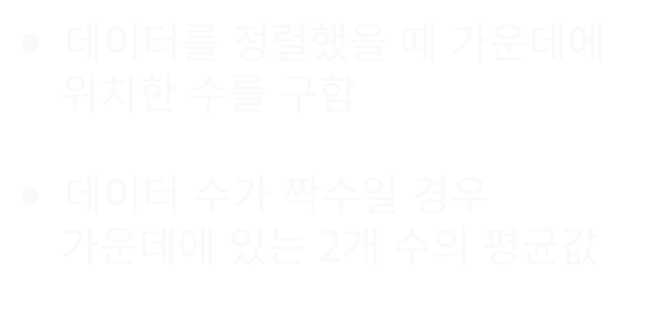 ● 데이터를 정렬했을 때 가운데에
위치한 수를 구함
● 데이터 수가 짝수일 경우
가운데에 있는 2개 수의 평균값